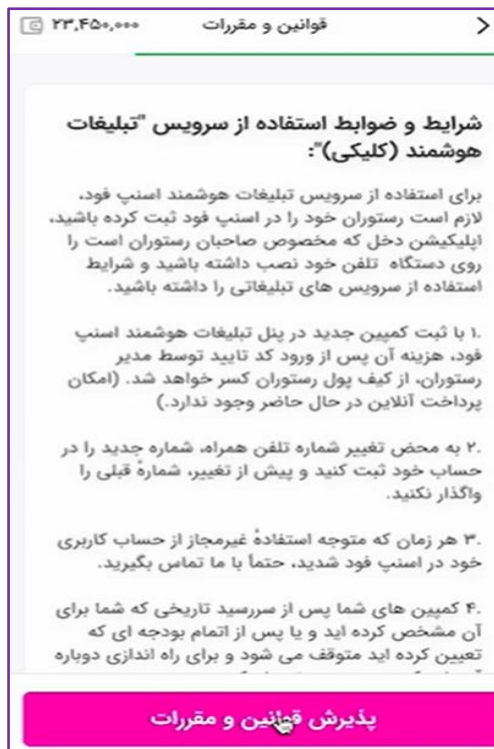 قوانین و مقررات
۲۳,۴۵۰,۰۰۰
شرایط و ضوابط استفاده از سرویس "تبلیغات
هوشمند (کلیکی)":
برای استفاده از سرویس تبلیغات هوشمند اسنپ فود،
لازم است رستوران خود را در اسنپ فود ثبت کرده باشید،
اپلیکیشن دخل که مخصوص صاحبان رستوران است را
روی دستگاه تلفن خود نصب داشته باشید و شرایط
استفاده از سرویس های تبلیغاتی را داشته باشید.
۱. با ثبت کمپین جدید در پنل تبلیغات هوشمند اسنپ
فود، هزینه آن پس از ورود کد تایید توسط مدیر
رستوران، از کیف پول رستوران کسر خواهد شد. (امکان
پرداخت آنلاین در حال حاضر وجود ندارد.)
۲. به محض تغییر شماره تلفن همراه، شماره جدید را در
حساب خود ثبت کنید و پیش از تغییر، شمارهٔ قبلی را
واگذار نکنید.
۳. هر زمان که متوجه استفادهٔ غیرمجاز از حساب کاربری
خود در اسنپ فود شدید، حتماً با ما تماس بگیرید.
۴. کمپین های شما پس از سررسید تاریخی که شما برای
آن مشخص کرده اید و یا پس از اتمام بودجه ای که
تعیین کرده اید متوقف می شود و برای راه اندازی دوباره
پذیرش قوانین و مقررات